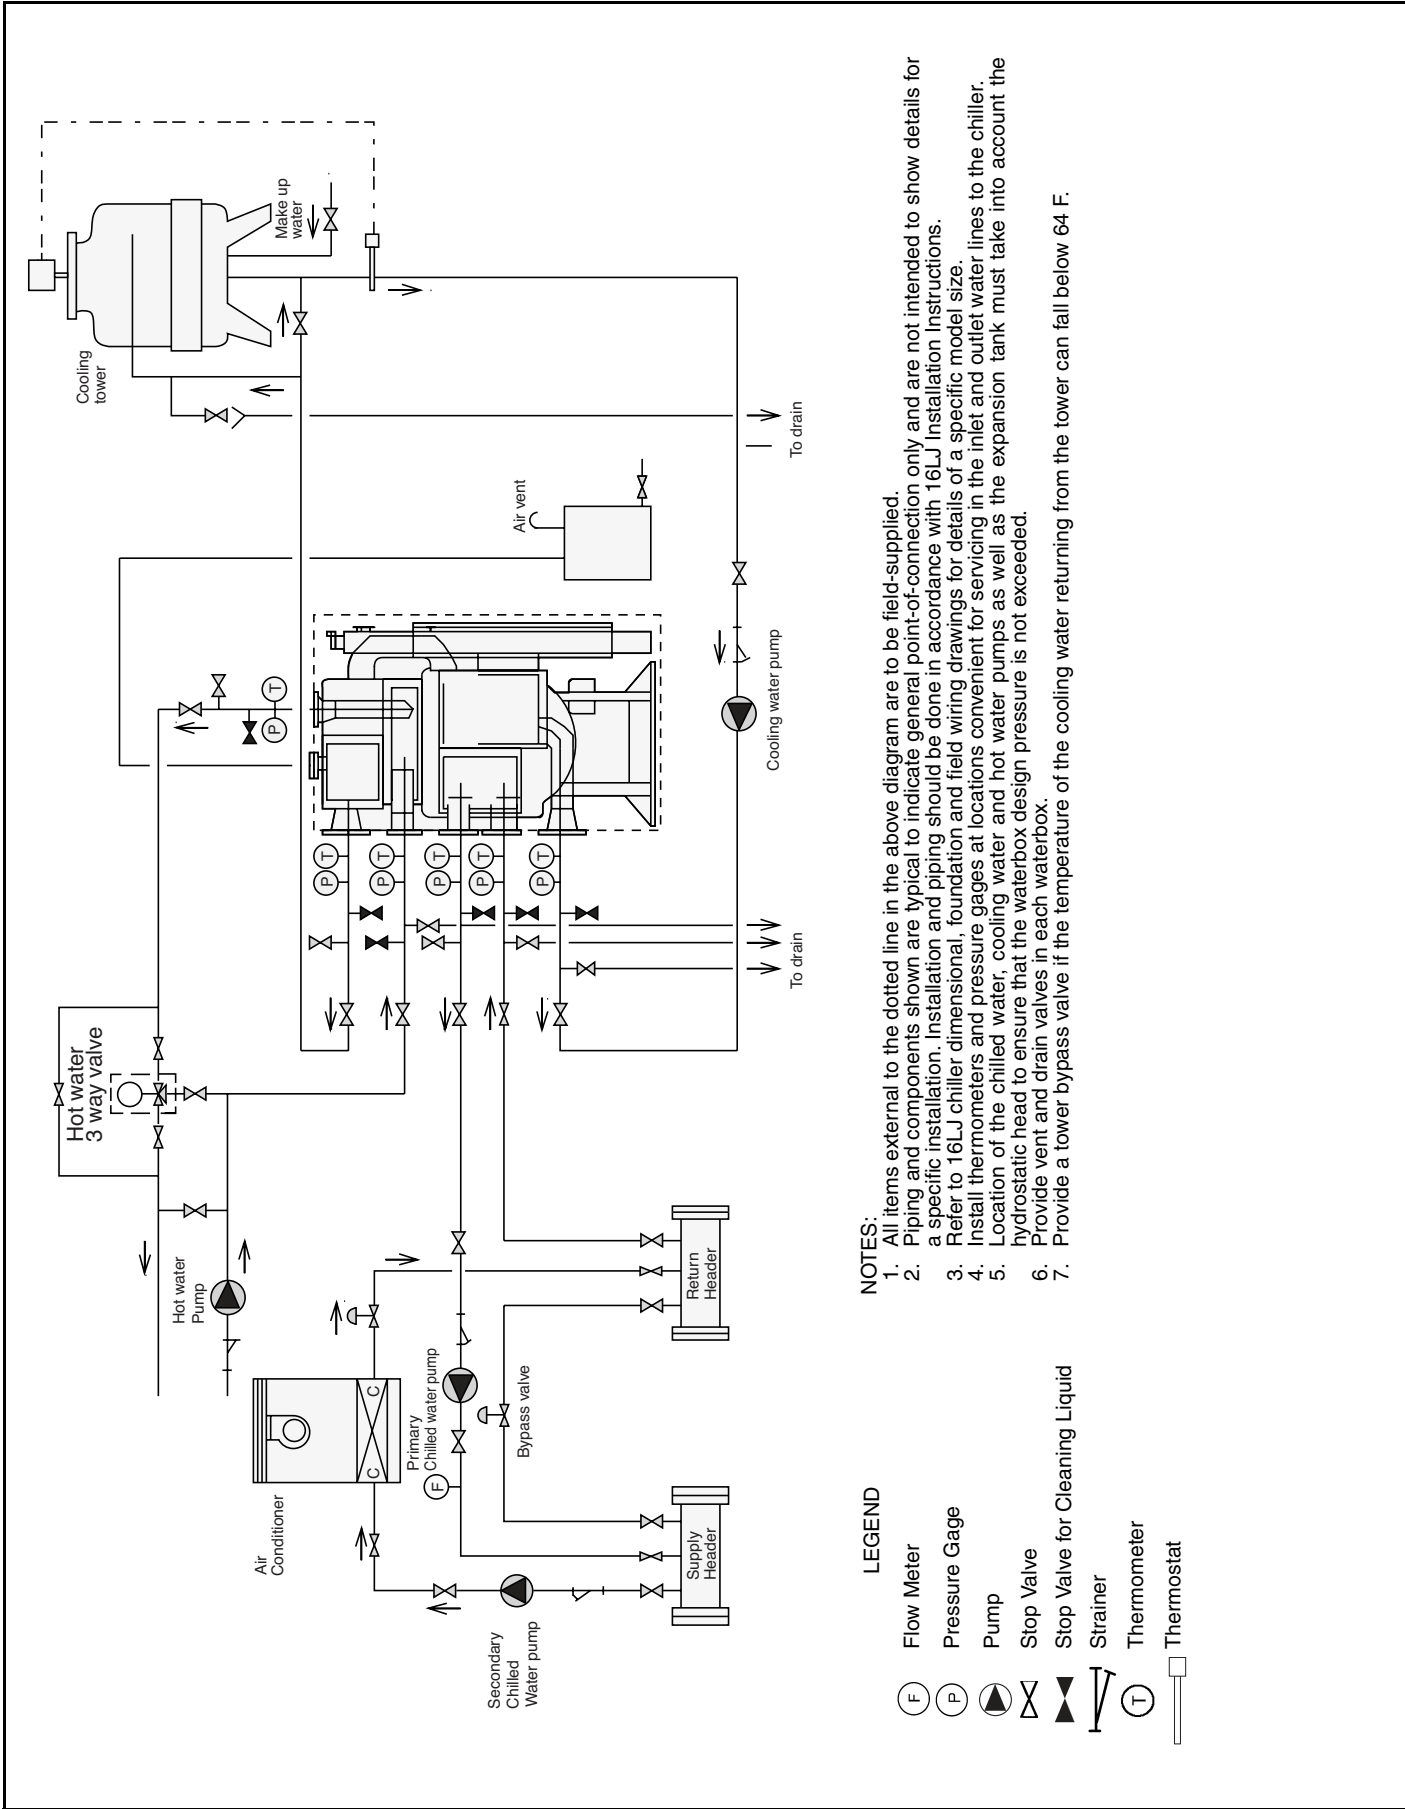 Cooling
tower
Make up
water
Air vent
To drain
Cooling water pump
T
P
T
P
T
P
T
P
T
P
T
P
To drain
Hot water
3 way valve
Hot water
Pump
Air
Conditioner
C
C
Primary
Chilled water pump
F
Bypass valve
Return
Header
Supply
Header
Secondary
Chilled
Water pump
LEGEND
F Flow Meter
P Pressure Gage
Pump
Stop Valve
Stop Valve for Cleaning Liquid
Strainer
T Thermometer
Thermostat
NOTES:
1. All items external to the dotted line in the above diagram are to be field-supplied.
2. Piping and components shown are typical to indicate general point-of-connection only and are not intended to show details for
a specific installation. Installation and piping should be done in accordance with 16LJ Installation Instructions.
3. Refer to 16LJ chiller dimensional, foundation and field wiring drawings for details of a specific model size.
4. Install thermometers and pressure gages at locations convenient for servicing in the inlet and outlet water lines to the chiller.
5. Location of the chilled water, cooling water and hot water pumps as well as the expansion tank must take into account the
hydrostatic head to ensure that the waterbox design pressure is not exceeded.
6. Provide vent and drain valves in each waterbox.
7. Provide a tower bypass valve if the temperature of the cooling water returning from the tower can fall below 64 F.